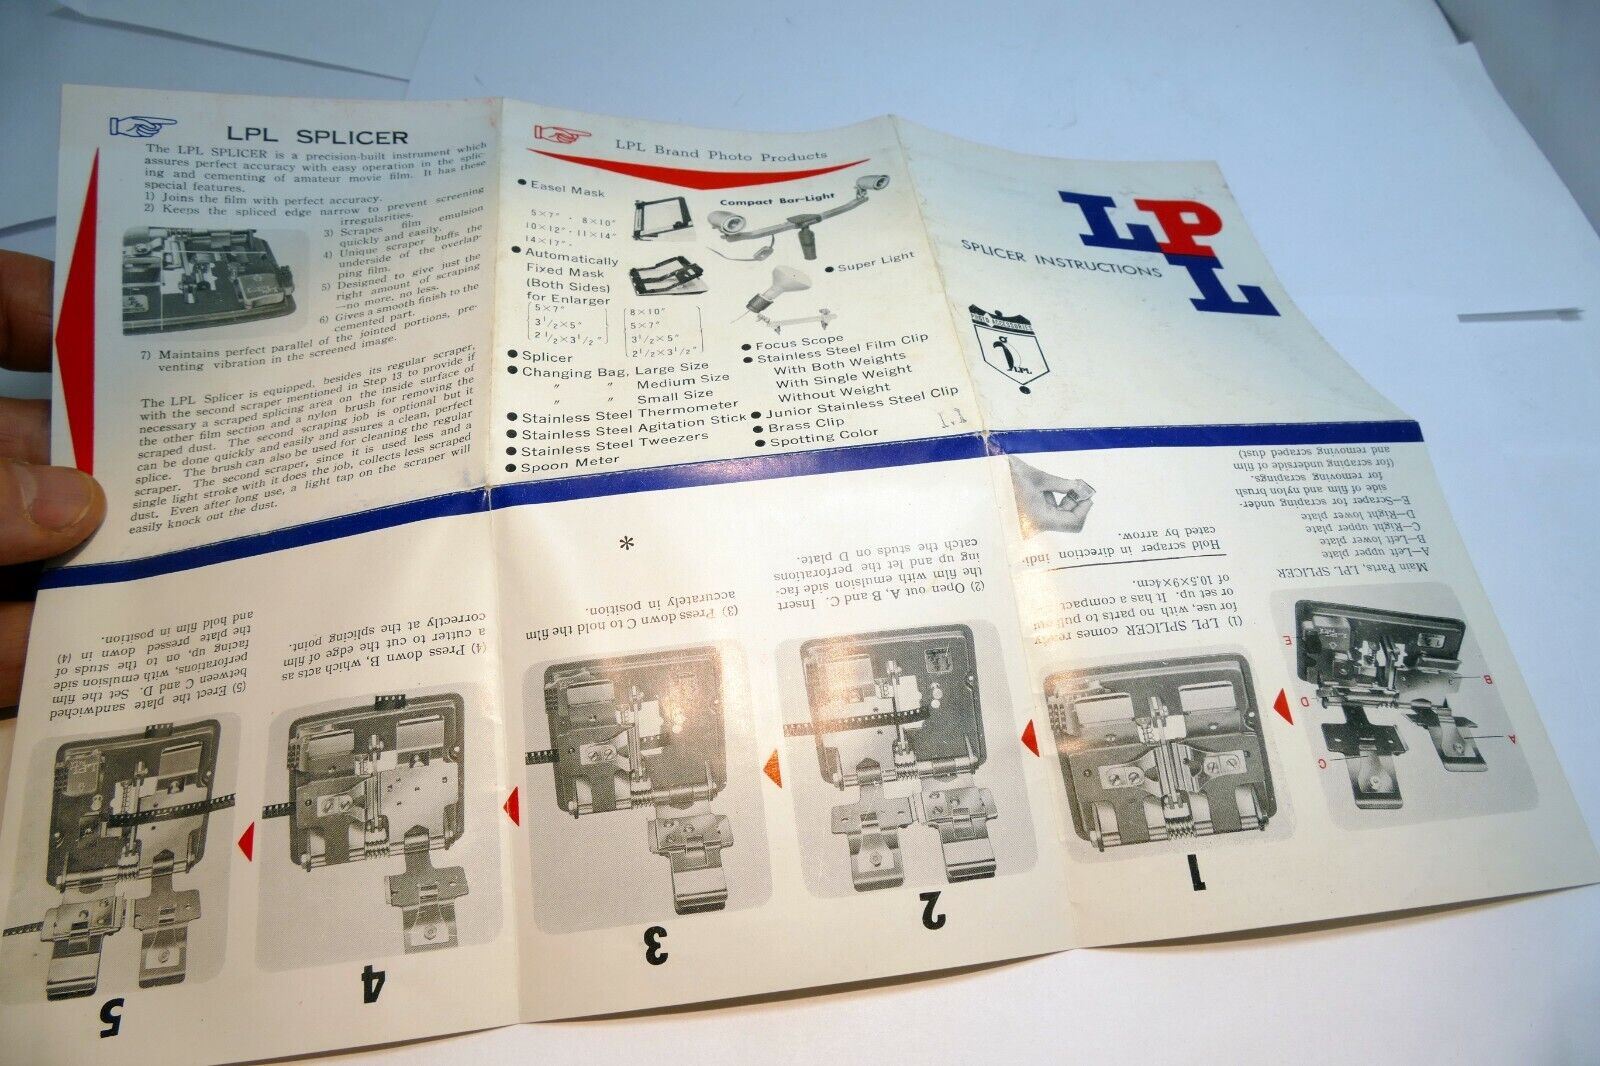 LPL SPLICER
The LPL SPLICER is a precision-built instrument which
assures perfect accuracy with easy operation in the splic-
ing and cementing of amateur movie film. It has these
special features.
1) Joins the film with perfect accuracy.
2) Keeps the spliced edge narrow to prevent screening
irregularities.
3) Scrapes film emulsion
quickly and easily.
4) Unique scraper buffs the
underside of the overlap-
ping film.
5) Designed to give just the
right amount of scraping
—no more, no less.
6) Gives a smooth finish to the
cemented part.
7) Maintains perfect parallel of the jointed portions, pre-
venting vibration in the screened image.
The LPL Splicer is equipped, besides its regular scraper,
with the second scraper mentioned in Step 13 to provide if
necessary a scraped splicing area on the inside surface of
the other film section and a nylon brush for removing the
scraped dust. The second scraping job is optional but it
can be done quickly and easily and assures a clean, perfect
splice. The brush can also be used for cleaning the regular
scraper. The second scraper, since it is used less and a
single light stroke with it does the job, collects less scraped
dust. Even after long use, a light tap on the scraper will
easily knock out the dust.
LPL Brand Photo Products
● Easel Mask
5×7" · 8×10"
10×12" · 11×14"
14×17" ·
● Automatically
Fixed Mask
(Both Sides)
for Enlarger
5×7"
3 1/2×5"
2 1/2×3 1/2"
8×10"
5×7"
3 1/2×5"
2 1/2×3 1/2"
● Splicer
● Changing Bag, Large Size
〃 〃 Medium Size
〃 〃 Small Size
● Stainless Steel Thermometer
● Stainless Steel Agitation Stick
● Stainless Steel Tweezers
● Spoon Meter
Compact Bar-Light
● Super Light
● Focus Scope
● Stainless Steel Film Clip
With Both Weights
With Single Weight
Without Weight
● Junior Stainless Steel Clip
● Brass Clip
● Spotting Color
LPL
SPLICER INSTRUCTIONS
PHOTO ACCESSORIES
LPL
Main Parts, LPL SPLICER
A—Left upper plate
B—Left lower plate
C—Right upper plate
D—Right lower plate
E—Scraper for scraping under-
side of film and nylon brush
for removing scrapings.
(for scraping underside of film
and removing scraped dust)
A
B
C
D
E
Hold scraper in direction indi-
cated by arrow.
1
(1) LPL SPLICER comes ready
for use, with no parts to pull out
or set up. It has a compact
of 10.5×9×4cm.
2
(2) Open out A, B and C. Insert
the film with emulsion side fac-
ing up and let the perforations
catch the studs on D plate.
3
(3) Press down C to hold the film
accurately in position.
*
4
(4) Press down B, which acts as
a cutter to cut the edge of film
correctly at the splicing point.
5
(5) Erect the plate sandwiched
between C and D. Set the film
perforations, with emulsion side
facing up, on to the studs of
the plate pressed down in (4)
and hold film in position.